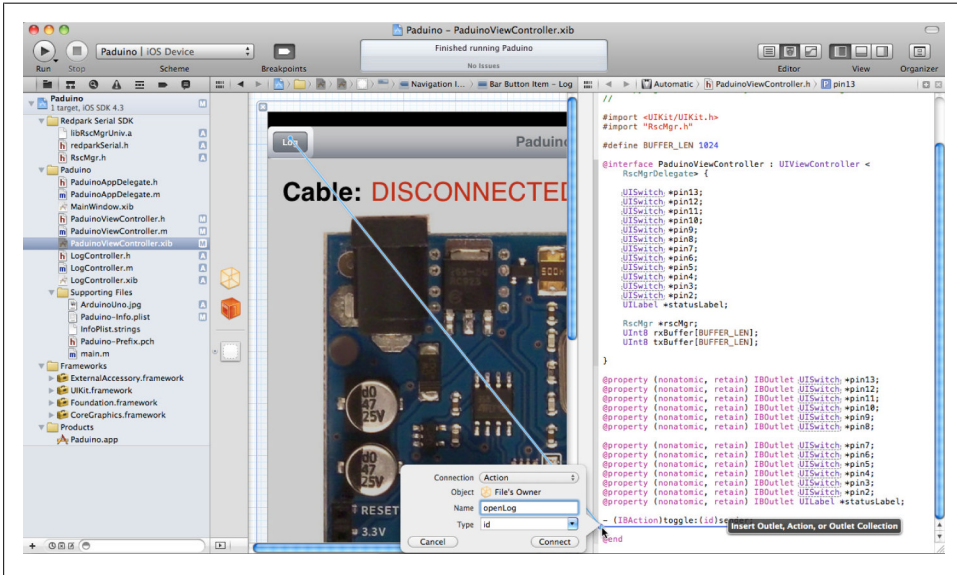 Paduino – PaduinoViewController.xib
Paduino | iOS Device
Finished running Paduino
No Issues
Run
Stop
Scheme
Breakpoints
Editor
View
Organizer
Navigation I...
Bar Button Item – Log
Automatic
PaduinoViewController.h
pin13
Paduino
1 target, iOS SDK 4.3
M
Redpark Serial SDK
libRscMgrUniv.a
A
redparkSerial.h
A
RscMgr.h
A
Paduino
PaduinoAppDelegate.h
PaduinoAppDelegate.m
MainWindow.xib
PaduinoViewController.h
M
PaduinoViewController.m
M
PaduinoViewController.xib
M
LogController.h
A
LogController.m
A
LogController.xib
A
Supporting Files
ArduinoUno.jpg
A
Paduino-Info.plist
M
InfoPlist.strings
Paduino-Prefix.pch
main.m
Frameworks
ExternalAccessory.framework
UIKit.framework
Foundation.framework
CoreGraphics.framework
Products
Paduino.app
Log
Paduin
Cable: DISCONNECTED
d0
47
25V
d0
47
25V
RESET
3.3V
Connection Action
Object File's Owner
Name openLog
Type id
Cancel
Connect
//
#import <UIKit/UIKit.h>
#import "RscMgr.h"
#define BUFFER_LEN 1024
@interface PaduinoViewController : UIViewController <
RscMgrDelegate> {
UISwitch *pin13;
UISwitch *pin12;
UISwitch *pin11;
UISwitch *pin10;
UISwitch *pin9;
UISwitch *pin8;
UISwitch *pin7;
UISwitch *pin6;
UISwitch *pin5;
UISwitch *pin4;
UISwitch *pin3;
UISwitch *pin2;
UILabel *statusLabel;
RscMgr *rscMgr;
UInt8 rxBuffer[BUFFER_LEN];
UInt8 txBuffer[BUFFER_LEN];
}
@property (nonatomic, retain) IBOutlet UISwitch *pin13;
@property (nonatomic, retain) IBOutlet UISwitch *pin12;
@property (nonatomic, retain) IBOutlet UISwitch *pin11;
@property (nonatomic, retain) IBOutlet UISwitch *pin10;
@property (nonatomic, retain) IBOutlet UISwitch *pin9;
@property (nonatomic, retain) IBOutlet UISwitch *pin8;
@property (nonatomic, retain) IBOutlet UISwitch *pin7;
@property (nonatomic, retain) IBOutlet UISwitch *pin6;
@property (nonatomic, retain) IBOutlet UISwitch *pin5;
@property (nonatomic, retain) IBOutlet UISwitch *pin4;
@property (nonatomic, retain) IBOutlet UISwitch *pin3;
@property (nonatomic, retain) IBOutlet UISwitch *pin2;
@property (nonatomic, retain) IBOutlet UILabel *statusLabel;
- (IBAction)toggle:(id)sender;
Insert Outlet, Action, or Outlet Collection
@end